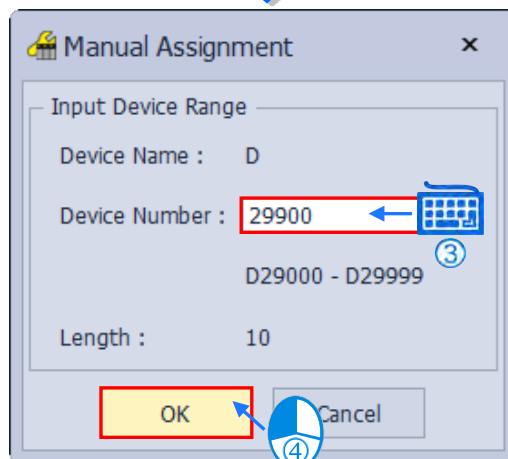 Manual Assignment ×
Input Device Range
Device Name : D
Device Number : 29900
③
D29000 - D29999
Length : 10
OK Cancel
④